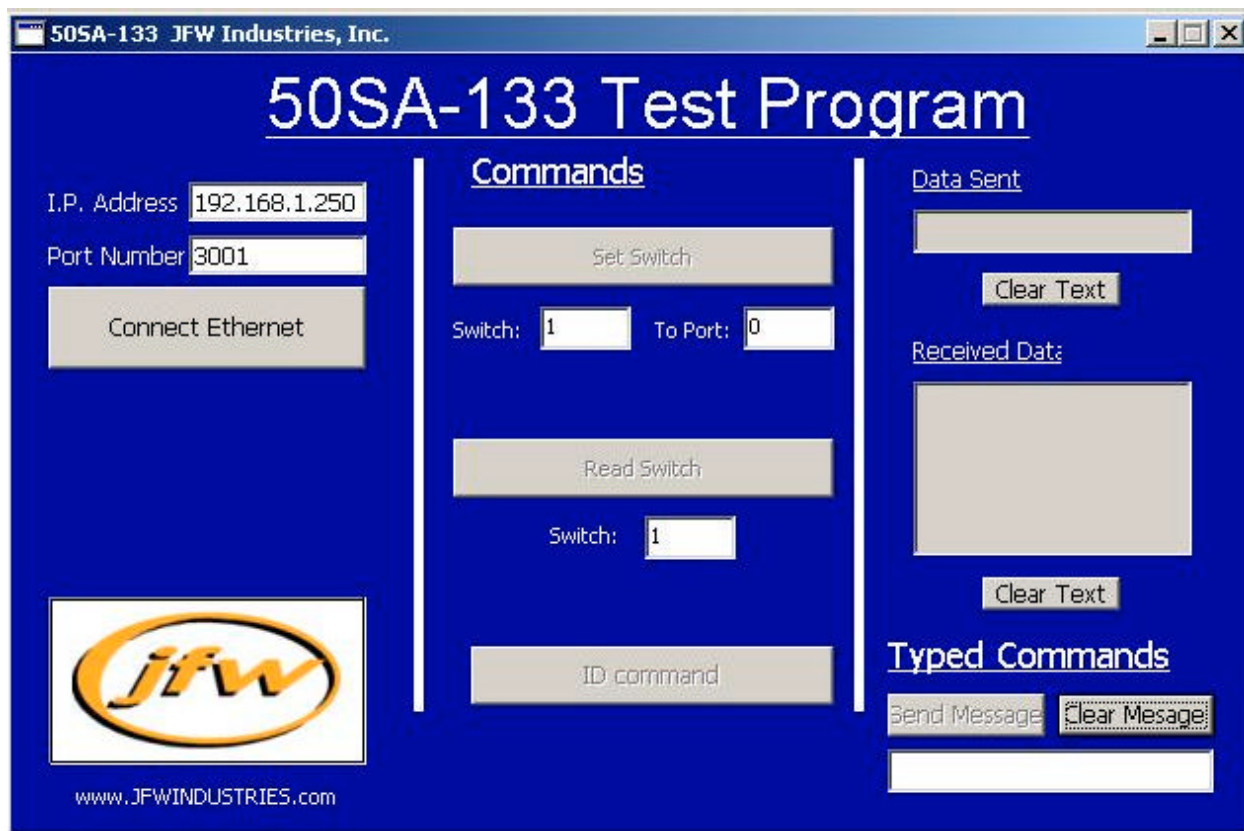 50SA-133 JFW Industries, Inc.
50SA-133 Test Program
I.P. Address 192.168.1.250
Port Number 3001
Connect Ethernet
jfw
www.JFWINDUSTRIES.com
Commands
Set Switch
Switch: 1 To Port: 0
Read Switch
Switch: 1
ID command
Data Sent
Clear Text
Received Data
Clear Text
Typed Commands
Send Message Clear Mesage